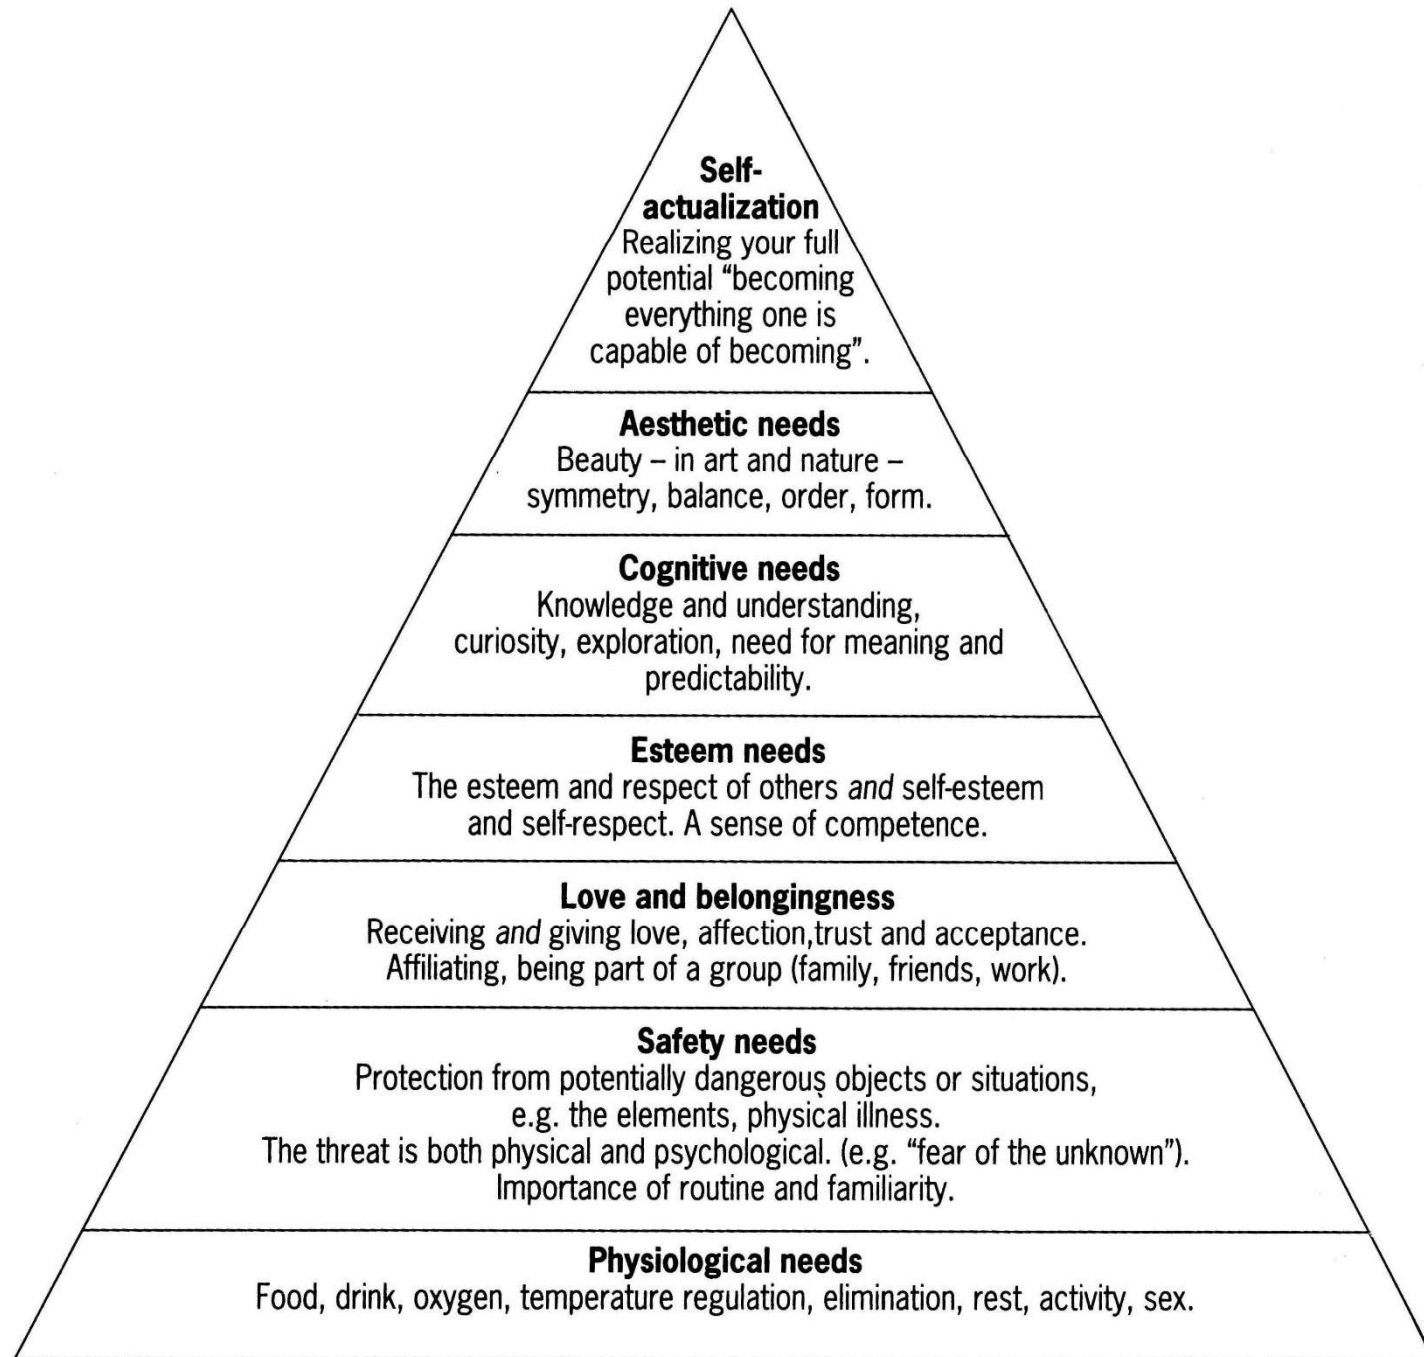 Self-
actualization
Realizing your full
potential “becoming
everything one is
capable of becoming”.
Aesthetic needs
Beauty – in art and nature –
symmetry, balance, order, form.
Cognitive needs
Knowledge and understanding,
curiosity, exploration, need for meaning and
predictability.
Esteem needs
The esteem and respect of others and self-esteem
and self-respect. A sense of competence.
Love and belongingness
Receiving and giving love, affection,trust and acceptance.
Affiliating, being part of a group (family, friends, work).
Safety needs
Protection from potentially dangerous objects or situations,
e.g. the elements, physical illness.
The threat is both physical and psychological. (e.g. “fear of the unknown”).
Importance of routine and familiarity.
Physiological needs
Food, drink, oxygen, temperature regulation, elimination, rest, activity, sex.